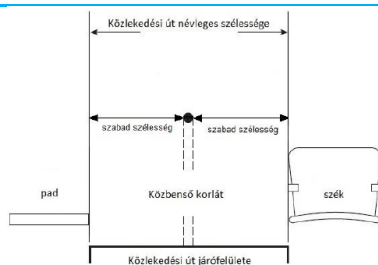 Közlekedési út névleges szélessége
szabad szélesség
szabad szélesség
pad
Közbenső korlát
szék
Közlekedési út járófelülete